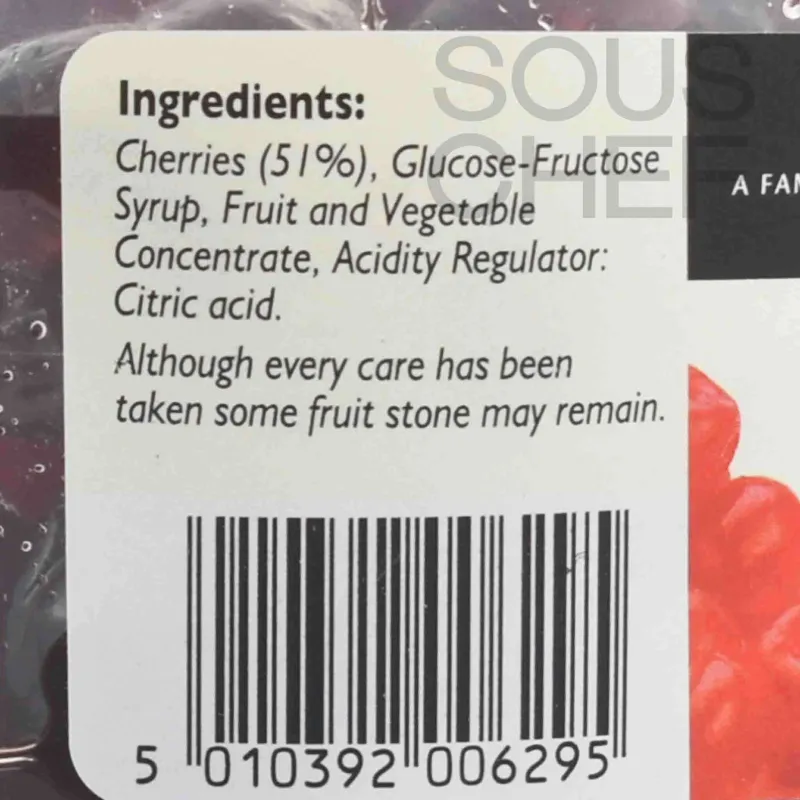 SOUS
CHEF
Ingredients:
Cherries (51%), Glucose-Fructose
Syrup, Fruit and Vegetable
Concentrate, Acidity Regulator:
Citric acid.
Although every care has been
taken some fruit stone may remain.
A FAM
5 010392 006295